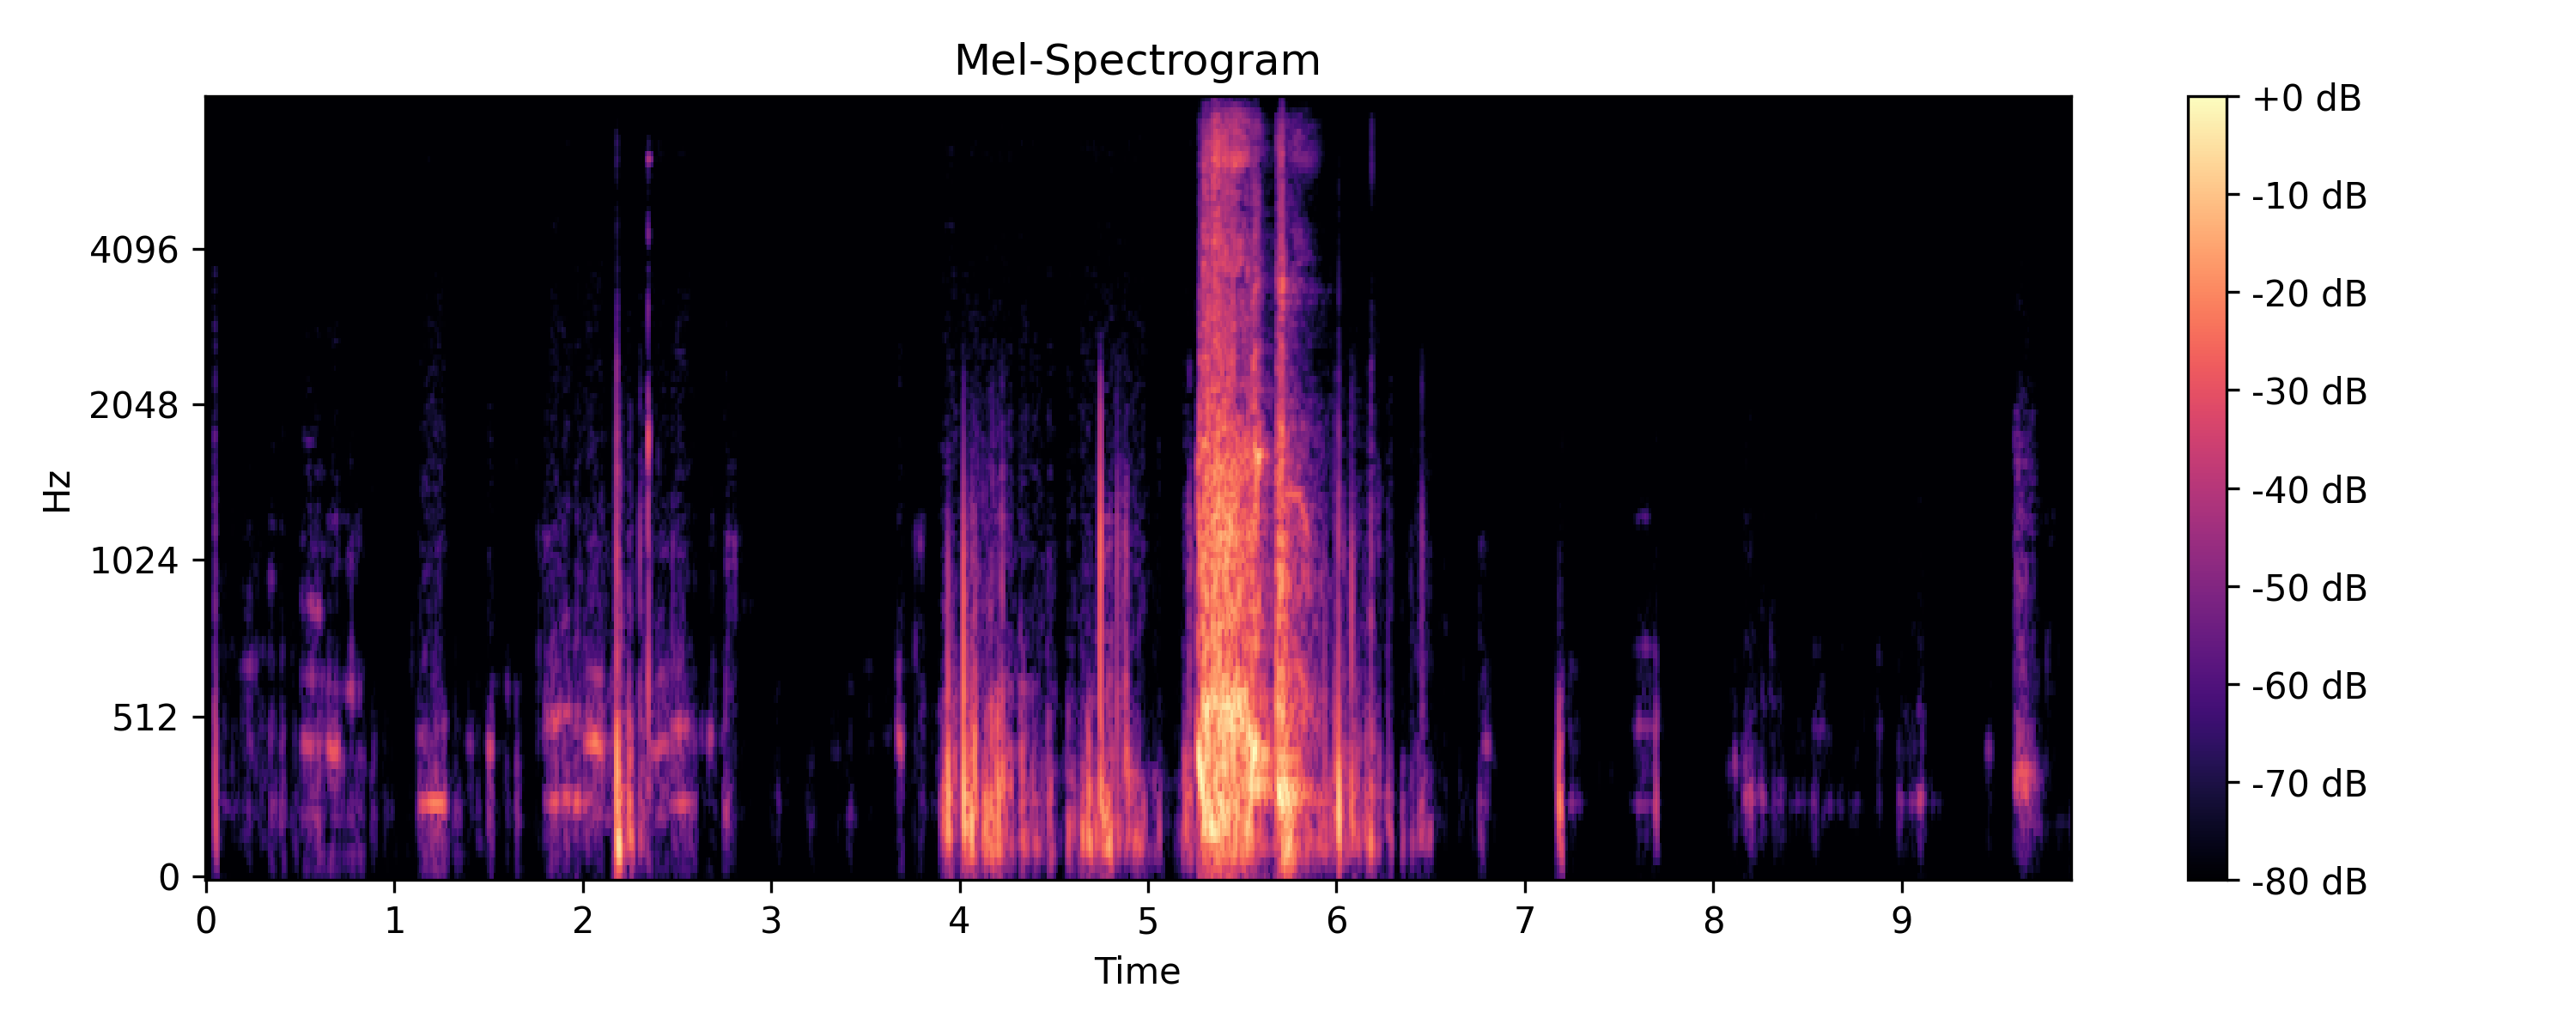 Mel-Spectrogram
+0 dB
-10 dB
-20 dB
-30 dB
-40 dB
-50 dB
-60 dB
-70 dB
-80 dB
Hz
4096
2048
1024
512
0
0 1 2 3 4 5 6 7 8 9
Time